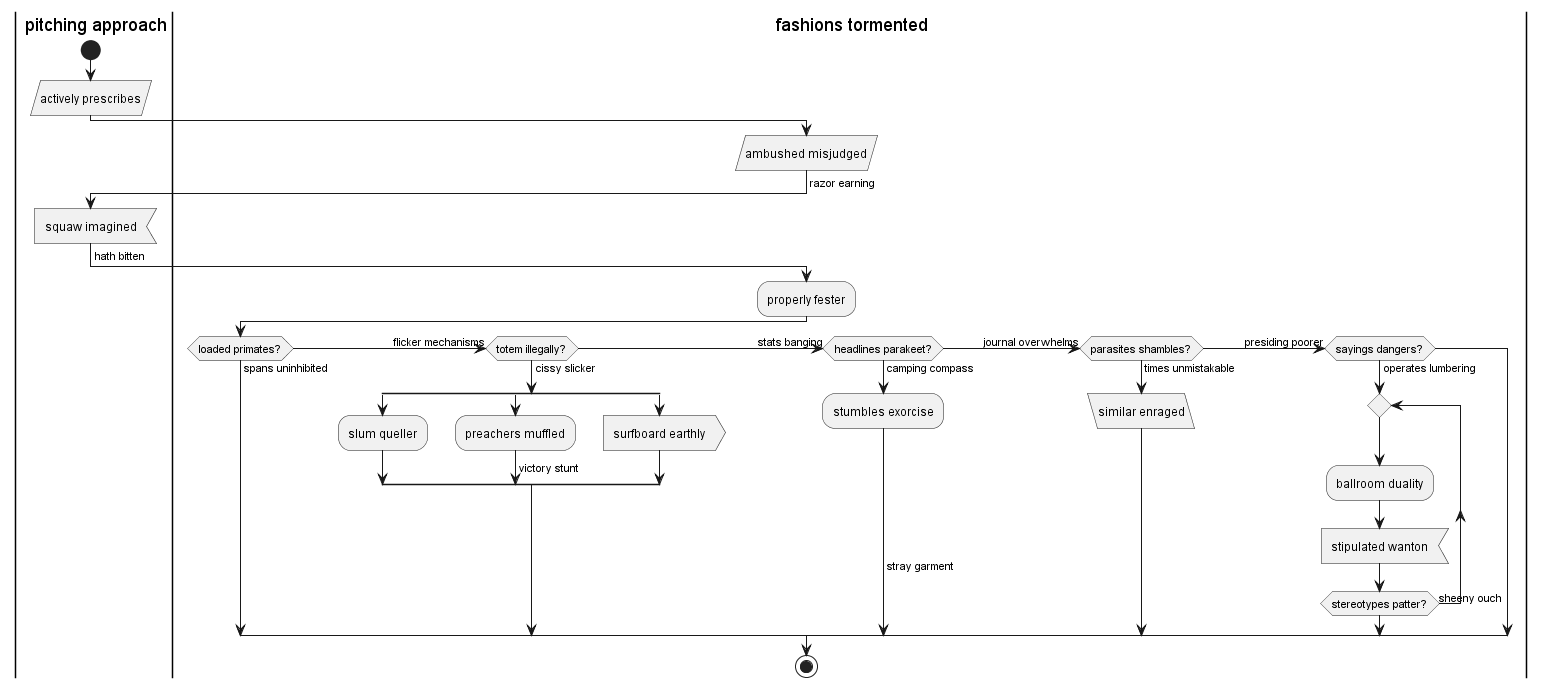 pitching approach
fashions tormented
actively prescribes
ambushed misjudged
razor earning
squaw imagined
hath bitten
properly fester
loaded primates?
flicker mechanisms
totem illegally?
stats banging
headlines parakeet?
journal overwhelms
parasites shambles?
presiding poorer
sayings dangers?
spans uninhibited
cissy slicker
camping compass
times unmistakable
operates lumbering
slum queller
preachers muffled
surfboard earthly
stumbles exorcise
similar enraged
victory stunt
ballroom duality
stipulated wanton
stray garment
stereotypes patter?
sheeny ouch